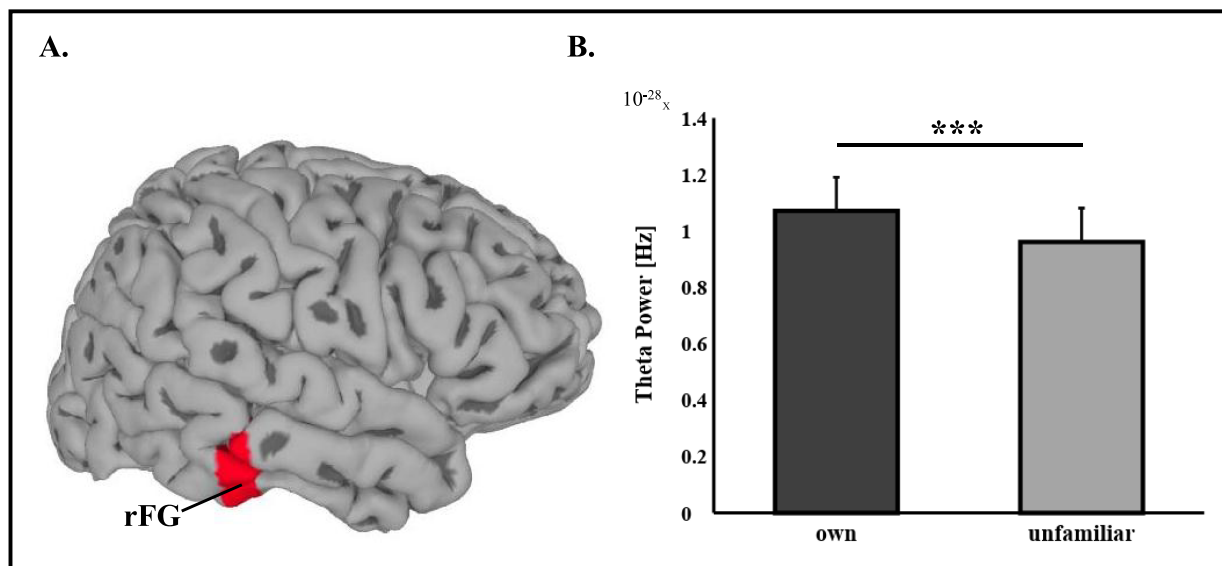 A.
rFG
B.
10⁻²⁸ₓ
1.4
1.2
1
0.8
0.6
0.4
0.2
0
Theta Power [Hz]
***
own
unfamiliar